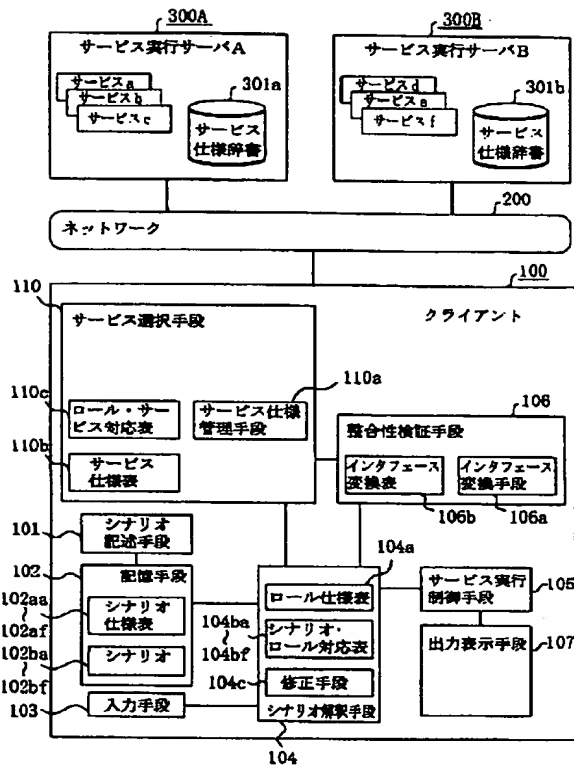 300A
300B
サービス実行サーバA
サービス実行サーバB
サービスa
サービスb
サービスc
301a
サービス
仕様辞書
サービスd
サービスe
サービスf
301b
サービス
仕様辞書
200
ネットワーク
100
クライアント
110
サービス選択手段
110a
110c
ロール・サー
ビス対応表
サービス仕様
管理手段
110b
サービス
仕様表
106
整合性検証手段
インタフェース
変換表
インタフェース
変換手段
106b
106a
101
シナリオ
記述手段
102
記憶手段
102aa
~
102af
シナリオ
仕様表
102ba
~
102bf
シナリオ
103
入力手段
104a
ロール仕様表
104ba
~
104bf
シナリオ・
ロール対応表
104c
修正手段
シナリオ解釈手段
104
サービス実行
制御手段
105
出力表示手段
107